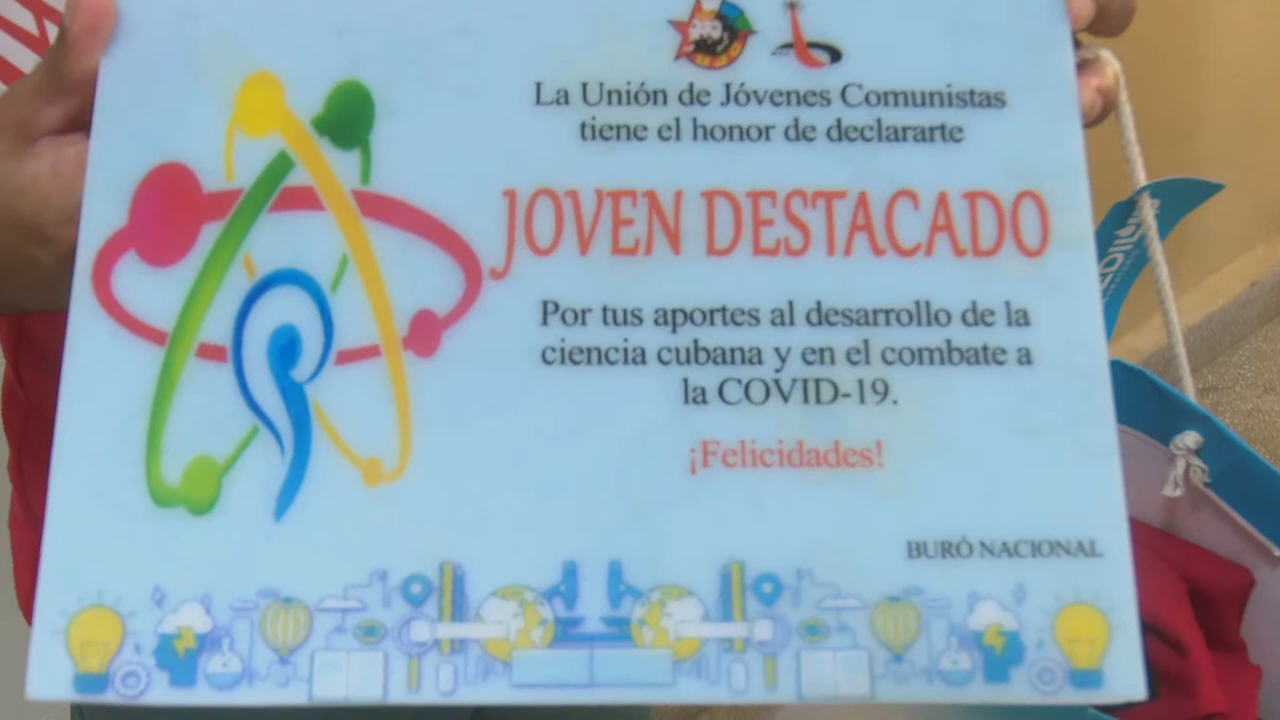 UJC
La Unión de Jóvenes Comunistas
tiene el honor de declararte
JOVEN DESTACADO
Por tus aportes al desarrollo de la
ciencia cubana y en el combate a
la COVID-19.
¡Felicidades!
BURÓ NACIONAL